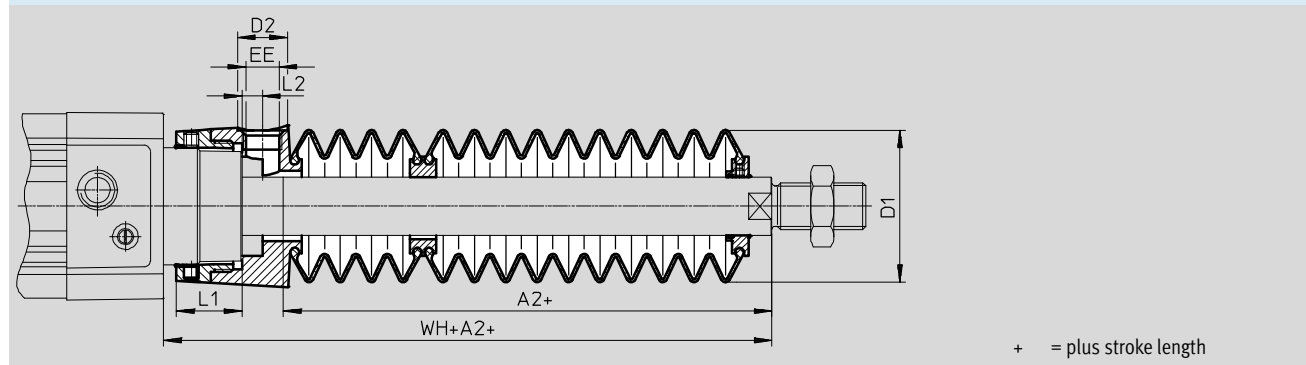 D2
EE
L2
D1
L1
A2+
WH+A2+
+ = plus stroke length